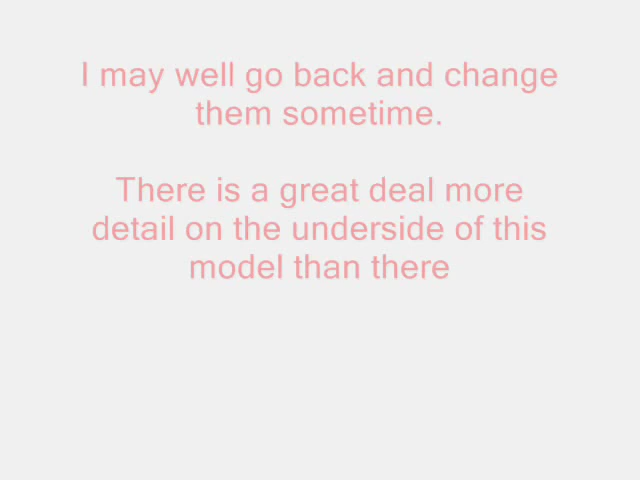 I may well go back and change
them sometime.
There is a great deal more
detail on the underside of this
model than there